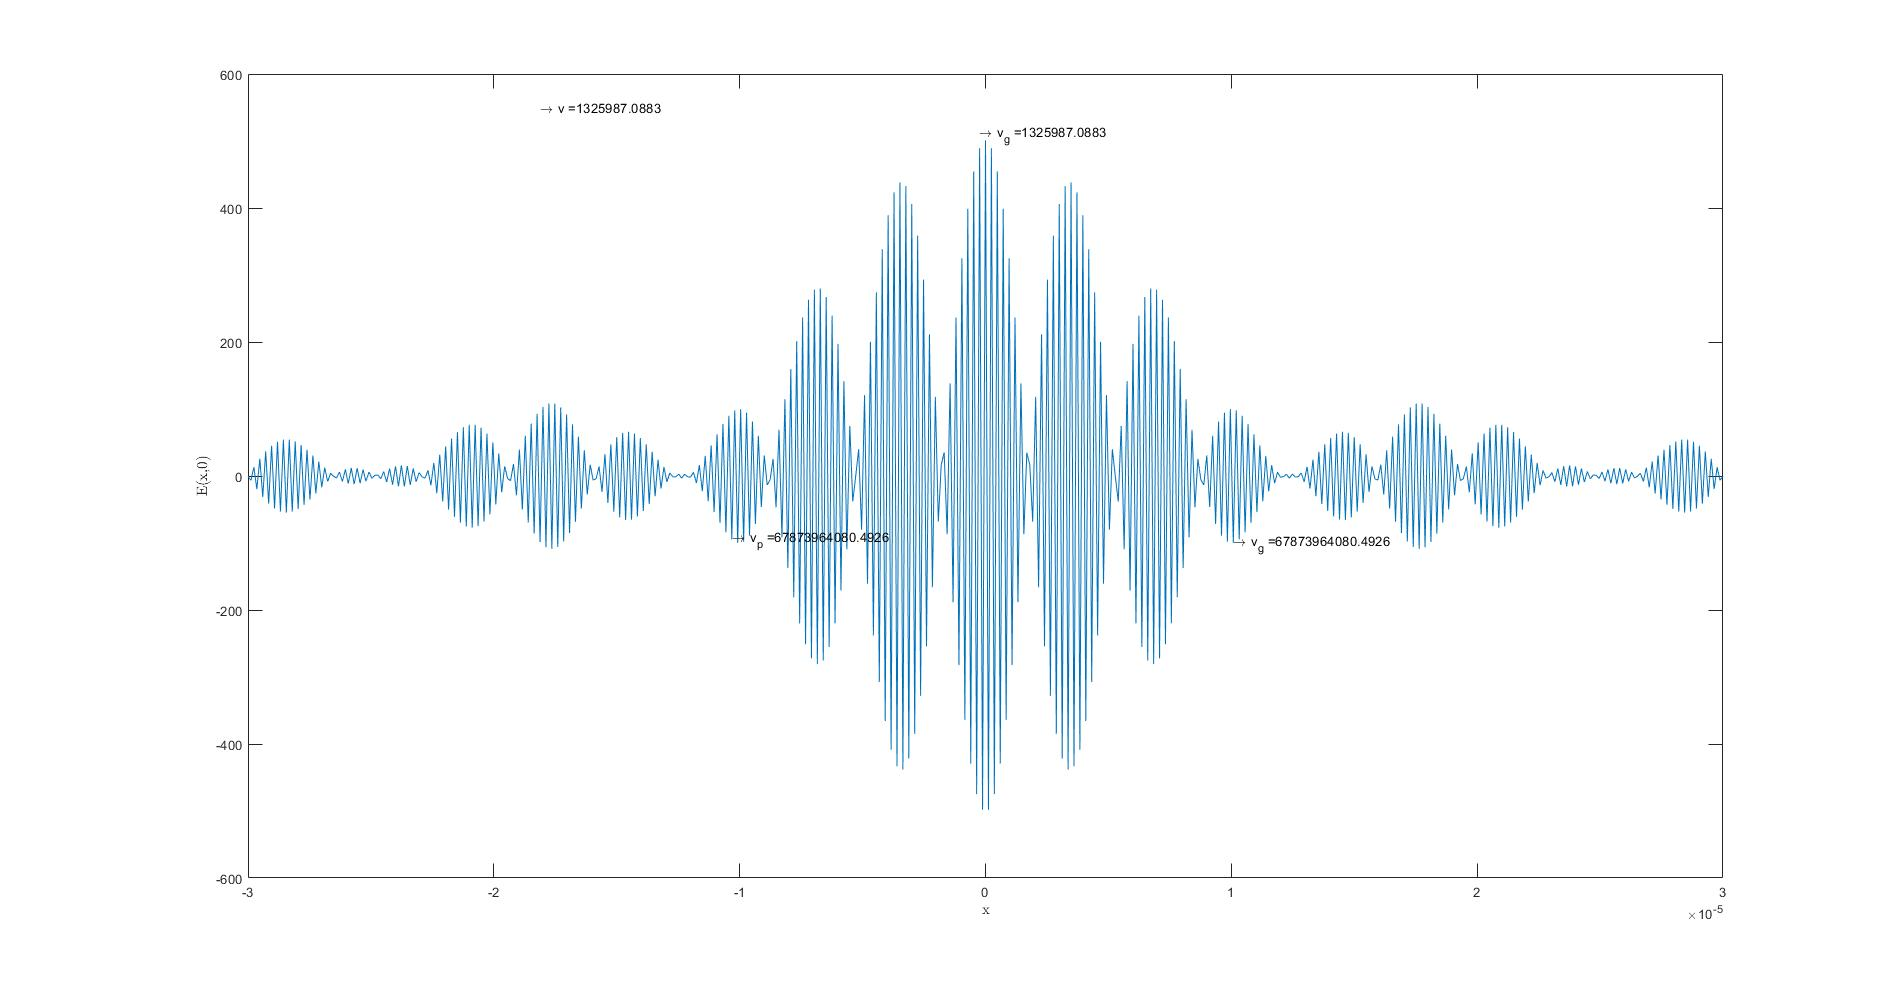 600
→ v =1325987.0883
→ v_g =1325987.0883
400
200
E(x,0)
0
→ v_p =67873964080.4926
→ v_g =67873964080.4926
-200
-400
-600
-3 -2 -1 0 1 2 3
x
×10^-5